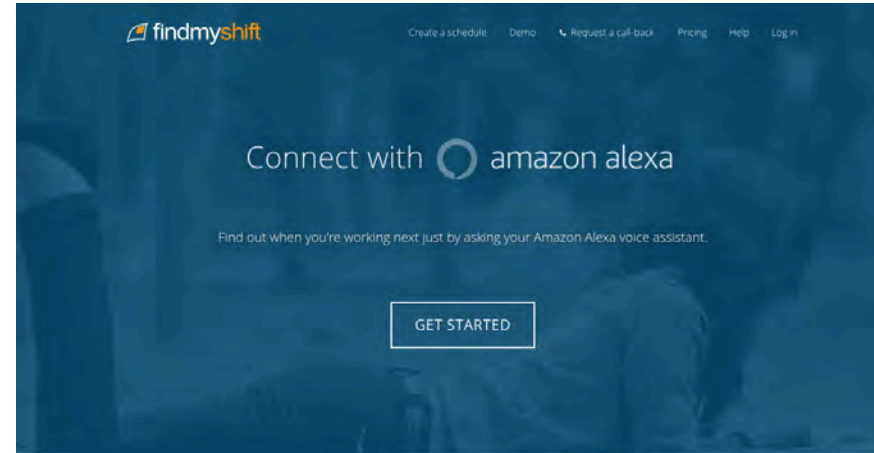 findmyshift
Create a schedule Demo Request a call-back Pricing Help Log in
Connect with amazon alexa
Find out when you're working next just by asking your Amazon Alexa voice assistant.
GET STARTED